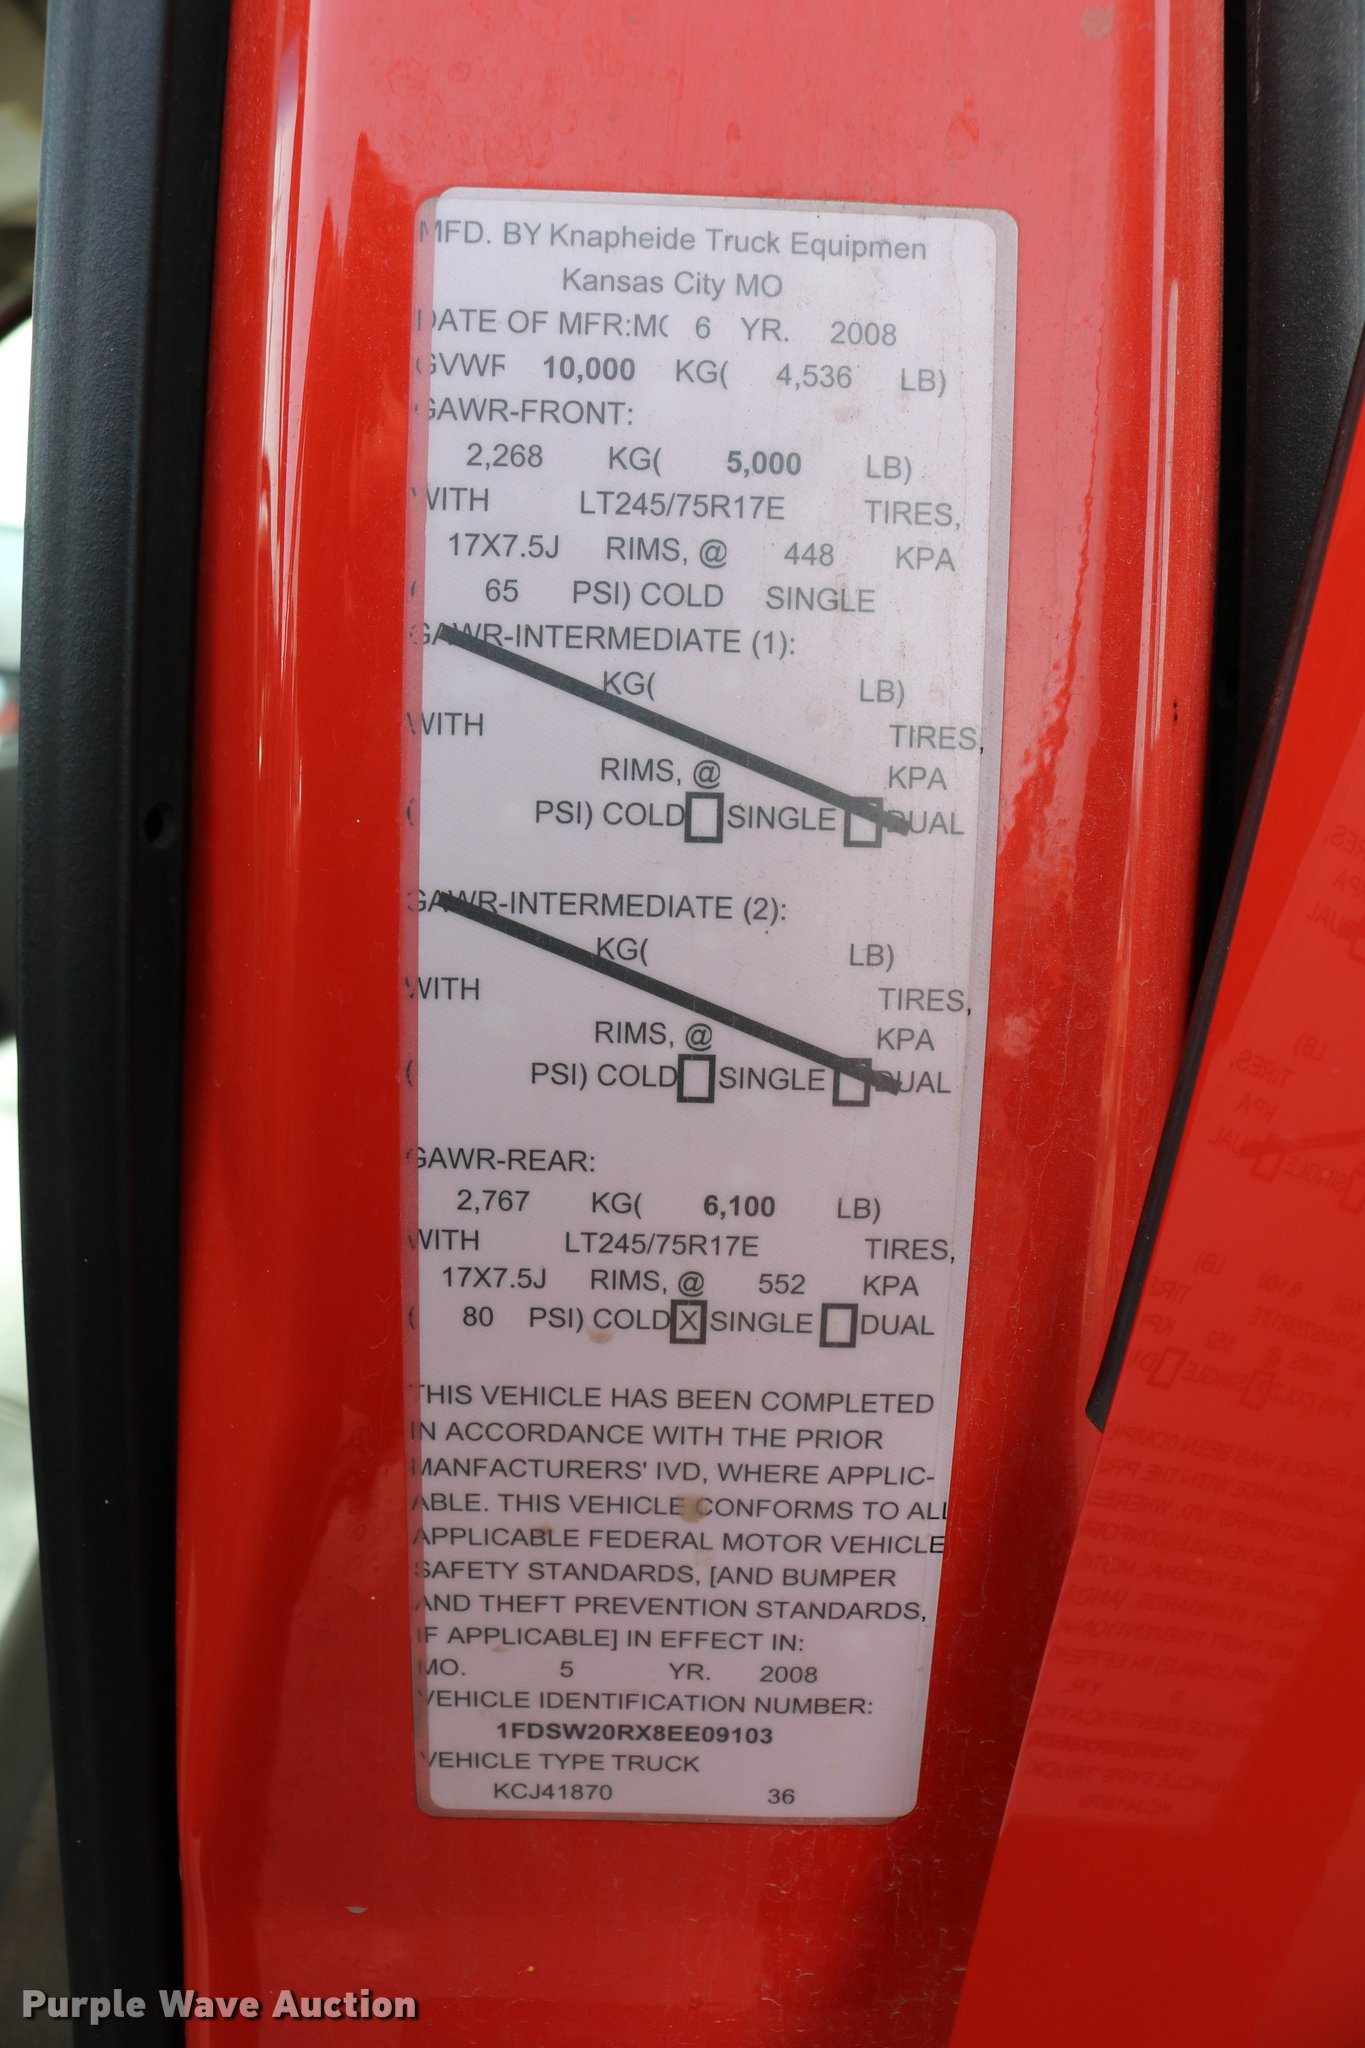 MFD. BY Knapheide Truck Equipmen
Kansas City MO
DATE OF MFR:MO 6 YR. 2008
GVWR 10,000 KG( 4,536 LB)
GAWR-FRONT:
2,268 KG( 5,000 LB)
WITH LT245/75R17E TIRES,
17X7.5J RIMS, @ 448 KPA
( 65 PSI) COLD SINGLE
GAWR-INTERMEDIATE (1):
KG( LB)
WITH TIRES,
RIMS, @ KPA
( PSI) COLD SINGLE DUAL
GAWR-INTERMEDIATE (2):
KG( LB)
WITH TIRES,
RIMS, @ KPA
( PSI) COLD SINGLE DUAL
GAWR-REAR:
2,767 KG( 6,100 LB)
WITH LT245/75R17E TIRES,
17X7.5J RIMS, @ 552 KPA
( 80 PSI) COLD X SINGLE DUAL
THIS VEHICLE HAS BEEN COMPLETED
IN ACCORDANCE WITH THE PRIOR
MANFACTURERS' IVD, WHERE APPLIC-
ABLE. THIS VEHICLE CONFORMS TO ALL
APPLICABLE FEDERAL MOTOR VEHICLE
SAFETY STANDARDS, [AND BUMPER
AND THEFT PREVENTION STANDARDS,
IF APPLICABLE] IN EFFECT IN:
MO. 5 YR. 2008
VEHICLE IDENTIFICATION NUMBER:
1FDSW20RX8EE09103
VEHICLE TYPE TRUCK
KCJ41870 36
Purple Wave Auction